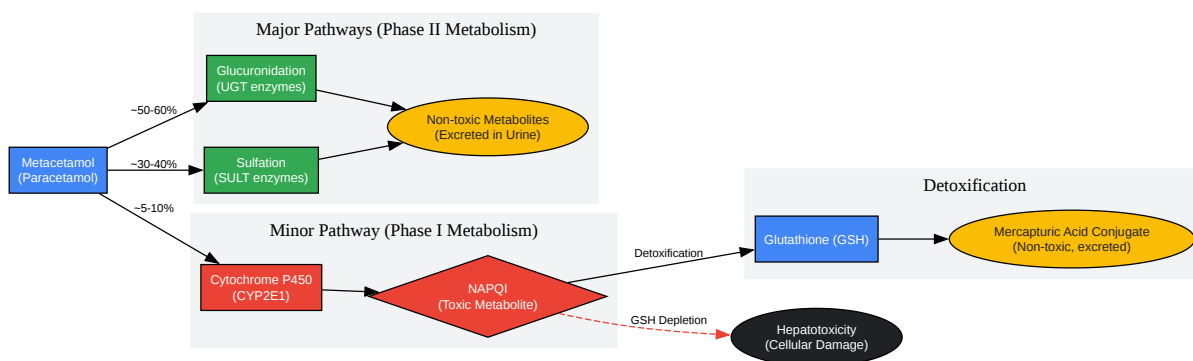 Major Pathways (Phase II Metabolism)
Glucuronidation
(UGT enzymes)
~50-60%
Non-toxic Metabolites
(Excreted in Urine)
Metacetamol
(Paracetamol)
~30-40%
Sulfation
(SULT enzymes)
~5-10%
Minor Pathway (Phase I Metabolism)
Cytochrome P450
(CYP2E1)
NAPQI
(Toxic Metabolite)
Detoxification
GSH Depletion
Detoxification
Glutathione (GSH)
Mercapturic Acid Conjugate
(Non-toxic, excreted)
Hepatotoxicity
(Cellular Damage)